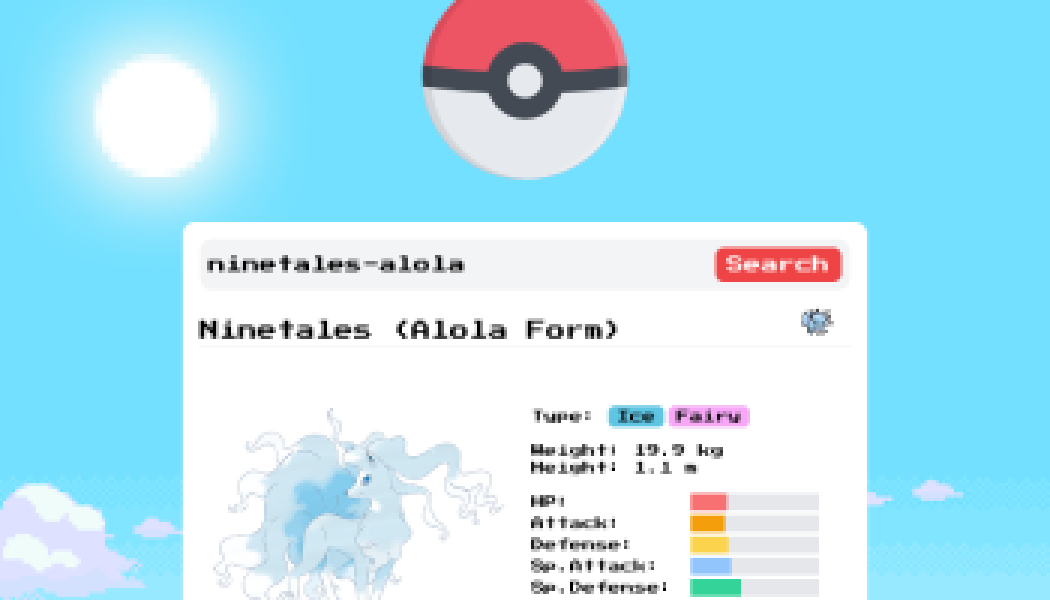 ninetales-alola
Search
Ninetales (Alola Form)
Type: Ice Fairy
Weight: 19.9 kg
Height: 1.1 m
HP:
Attack:
Defense:
Sp.Attack:
Sp.Defense: